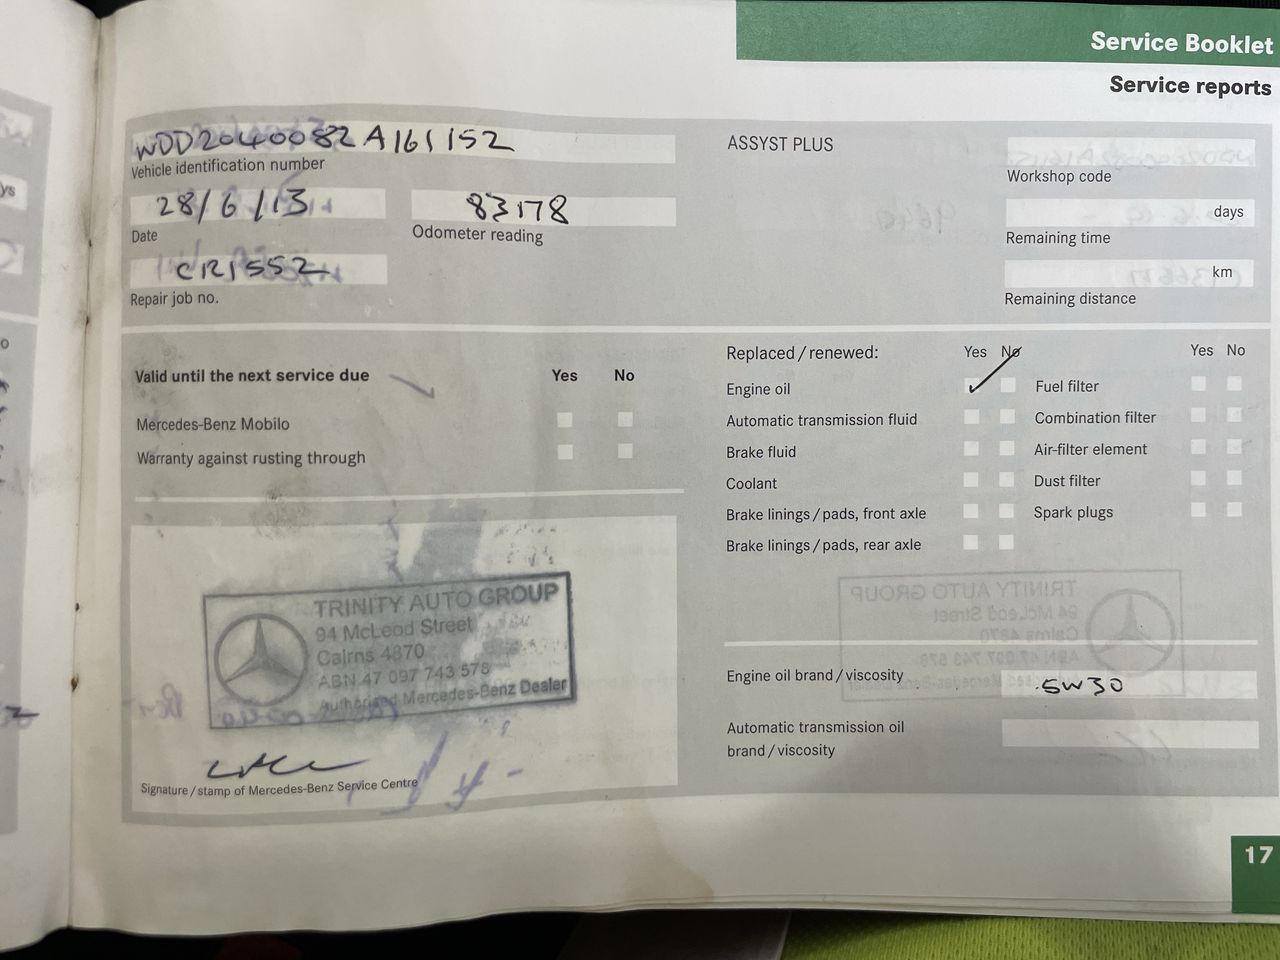 Service Booklet
Service reports
WDD2040082A161152
Vehicle identification number
28/6/13
Date
83178
Odometer reading
CR1552
Repair job no.
ASSYST PLUS
Workshop code
days
Remaining time
km
Remaining distance
Valid until the next service due Yes No
Mercedes-Benz Mobilo
Warranty against rusting through
Replaced / renewed: Yes No Yes No
Engine oil Fuel filter
Automatic transmission fluid Combination filter
Brake fluid Air-filter element
Coolant Dust filter
Brake linings / pads, front axle Spark plugs
Brake linings / pads, rear axle
TRINITY AUTO GROUP
94 McLeod Street
Cairns 4870
ABN 47 097 743 578
Authorised Mercedes-Benz Dealer
Signature / stamp of Mercedes-Benz Service Centre
Engine oil brand / viscosity 5W30
Automatic transmission oil
brand / viscosity
17